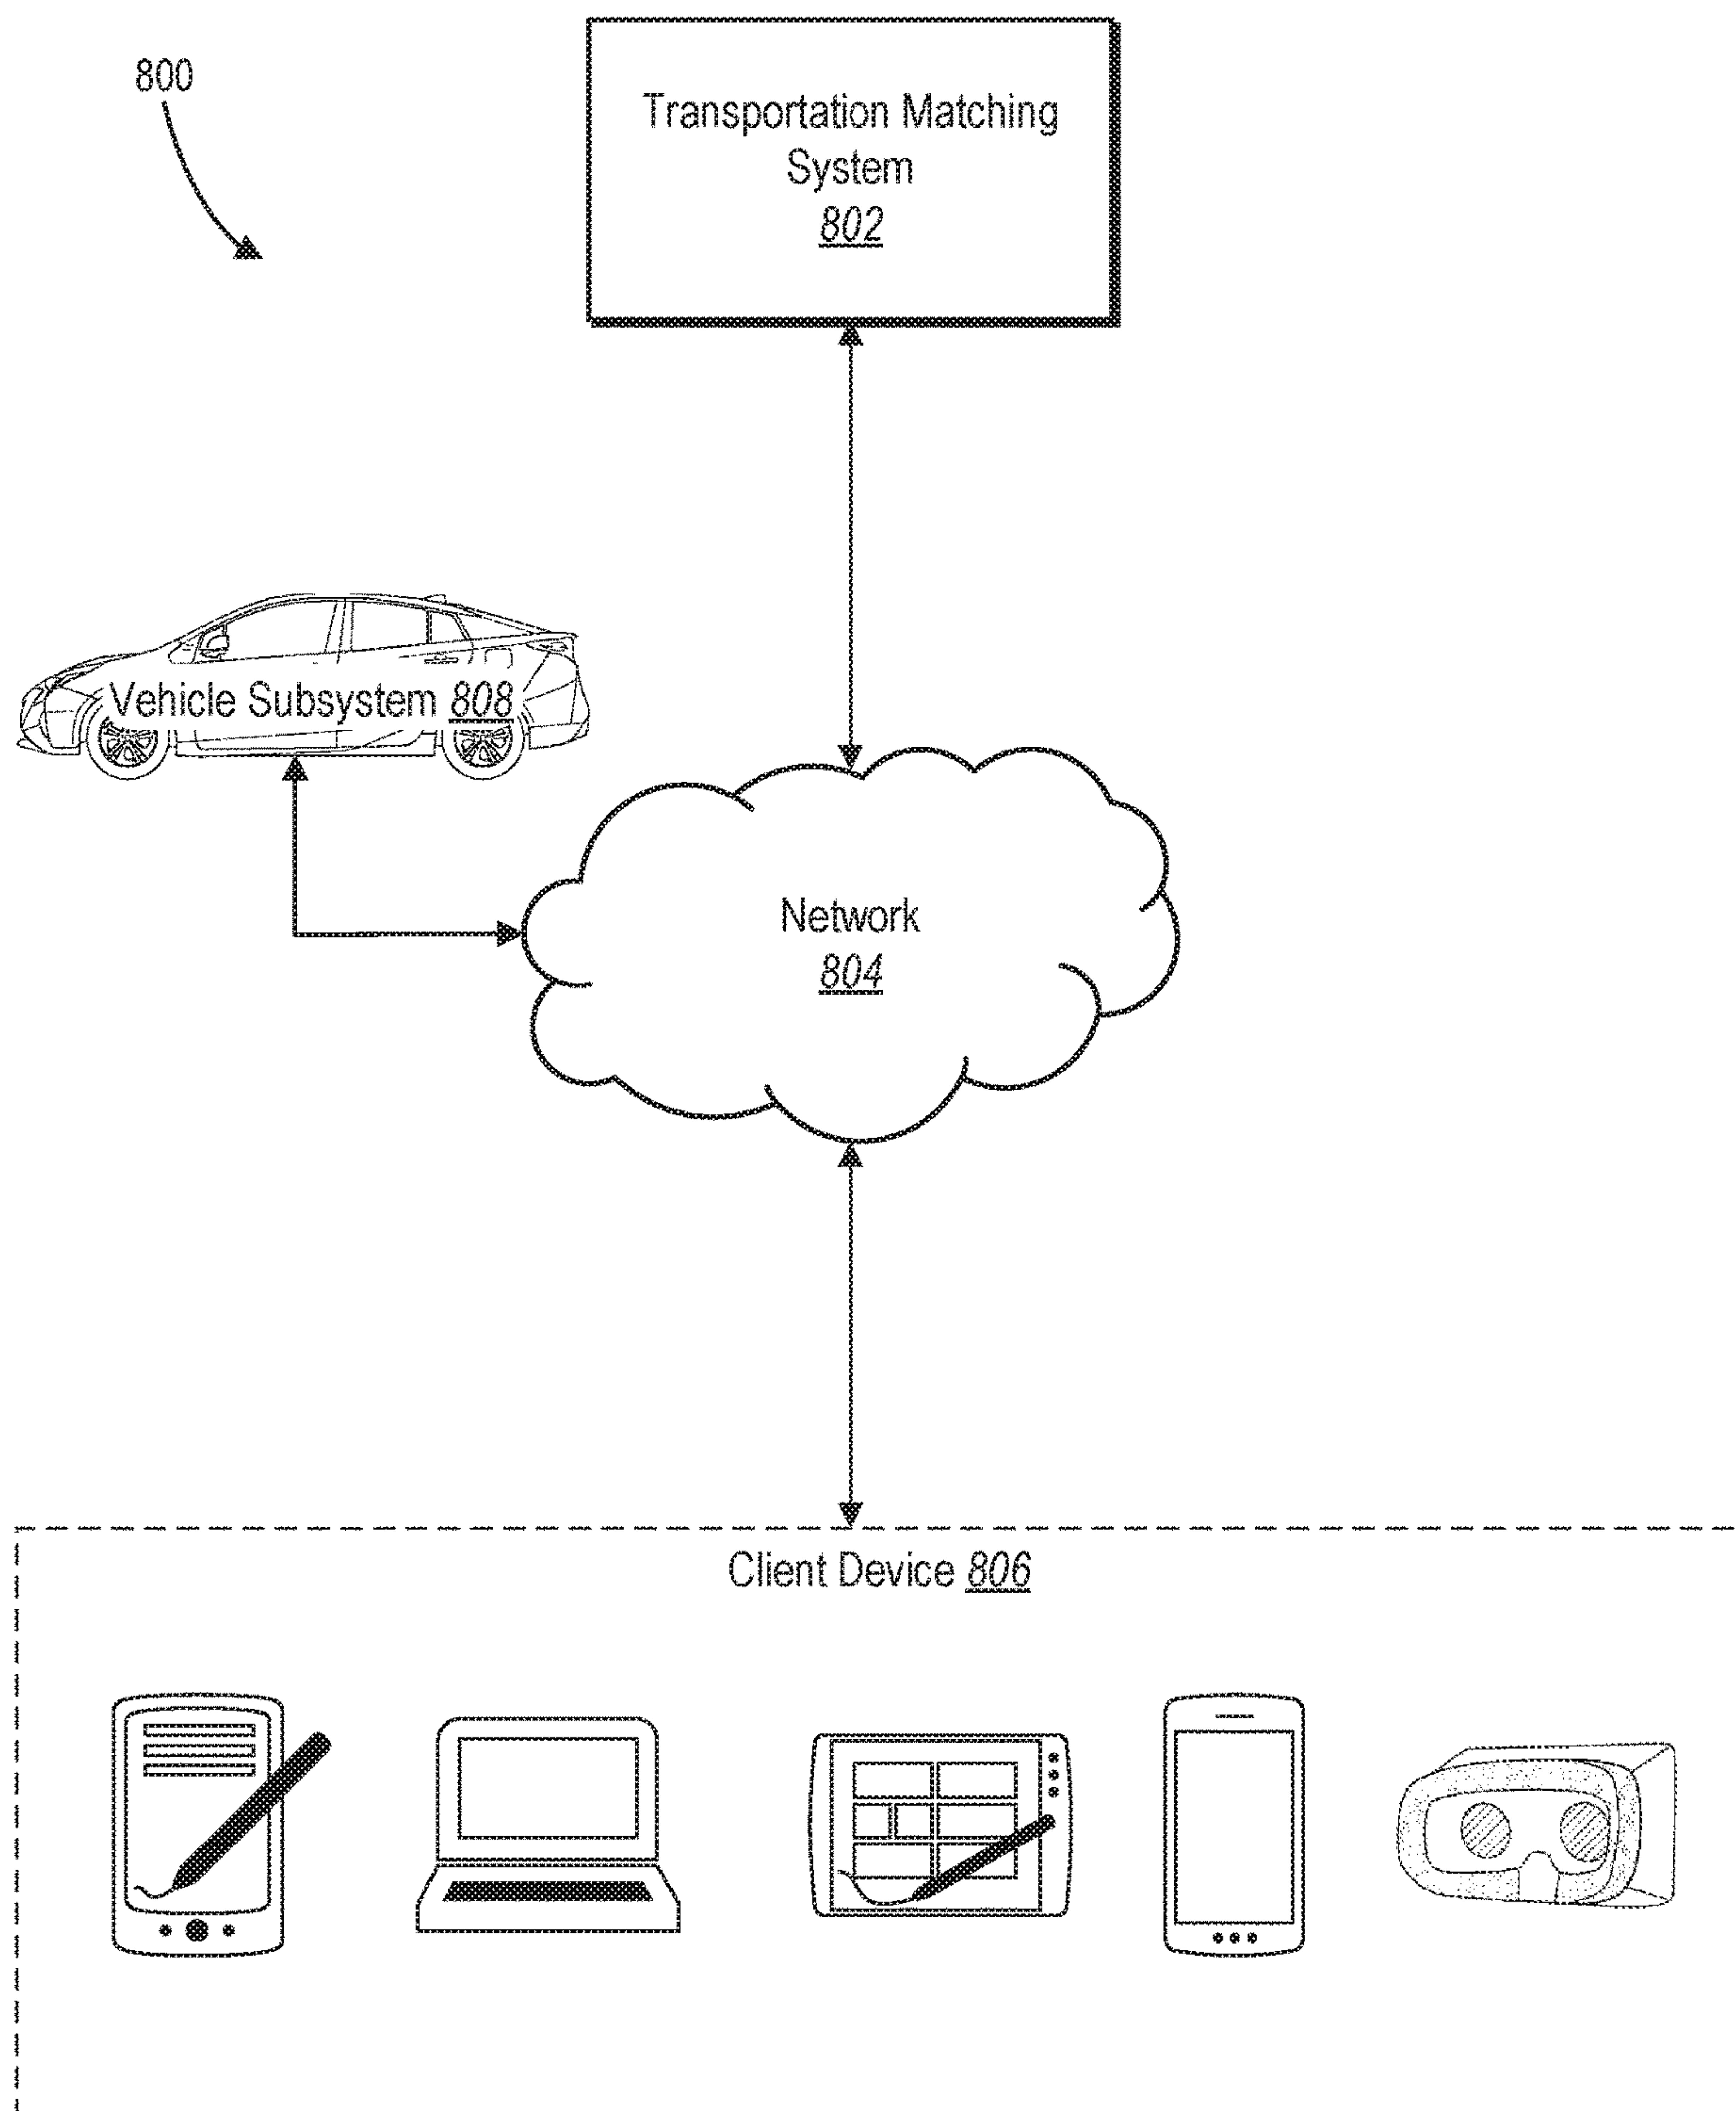 800
Transportation Matching
System
802
Vehicle Subsystem 808
Network
804
Client Device 806